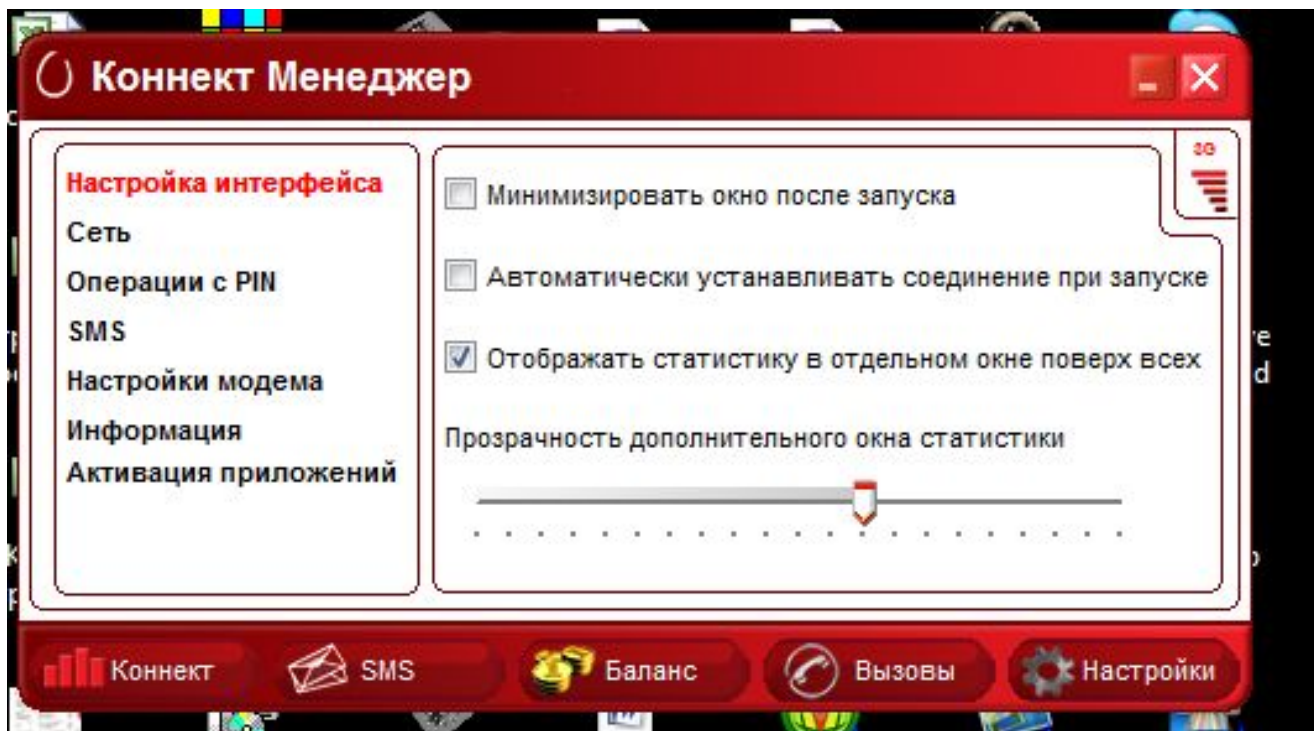 Коннект Менеджер
3G
Настройка интерфейса
Сеть
Операции с PIN
SMS
Настройки модема
Информация
Активация приложений
Минимизировать окно после запуска
Автоматически устанавливать соединение при запуске
Отображать статистику в отдельном окне поверх всех
Прозрачность дополнительного окна статистики
Коннект
SMS
Баланс
Вызовы
Настройки